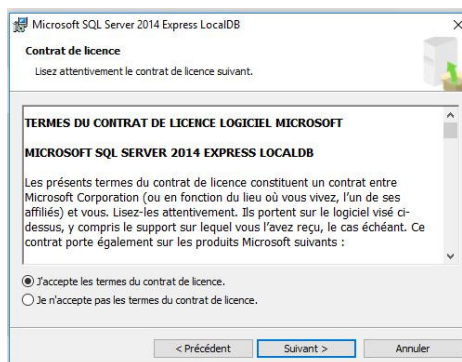 Microsoft SQL Server 2014 Express LocalDB
Contrat de licence
Lisez attentivement le contrat de licence suivant.
TERMES DU CONTRAT DE LICENCE LOGICIEL MICROSOFT
MICROSOFT SQL SERVER 2014 EXPRESS LOCALDB
Les présents termes du contrat de licence constituent un contrat entre
Microsoft Corporation (ou en fonction du lieu où vous vivez, l’un de ses
affiliés) et vous. Lisez-les attentivement. Ils portent sur le logiciel visé ci-
dessus, y compris le support sur lequel vous l’avez reçu, le cas échéant. Ce
contrat porte également sur les produits Microsoft suivants :
J'accepte les termes du contrat de licence.
Je n'accepte pas les termes du contrat de licence.
< Précédent
Suivant >
Annuler